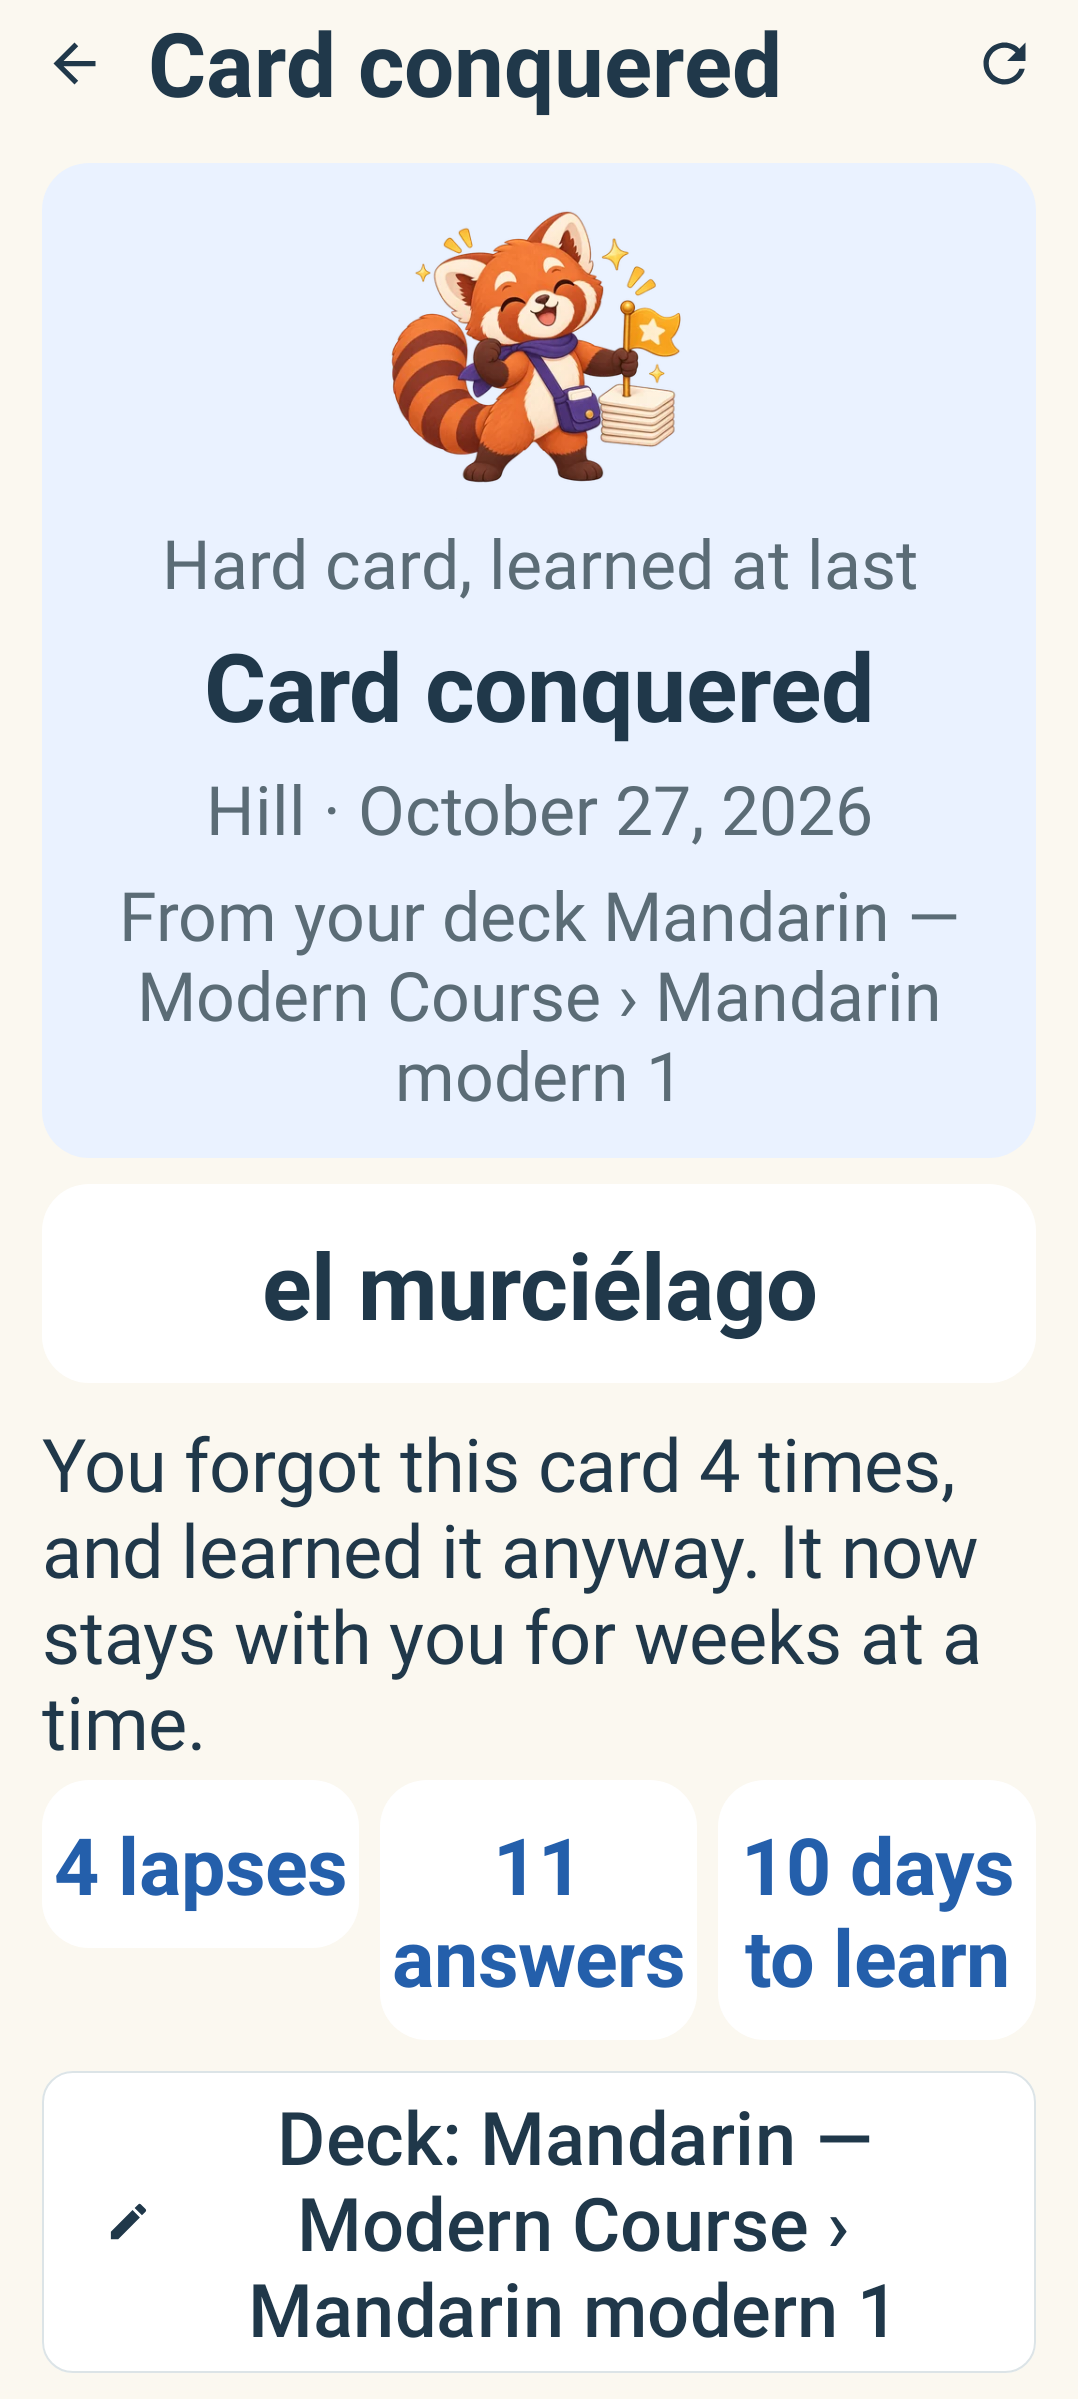 Card conquered
Hard card, learned at last
Card conquered
Hill · October 27, 2026
From your deck Mandarin —
Modern Course › Mandarin
modern 1
el murciélago
You forgot this card 4 times,
and learned it anyway. It now
stays with you for weeks at a
time.
4 lapses
11
answers
10 days
to learn
Deck: Mandarin —
Modern Course ›
Mandarin modern 1